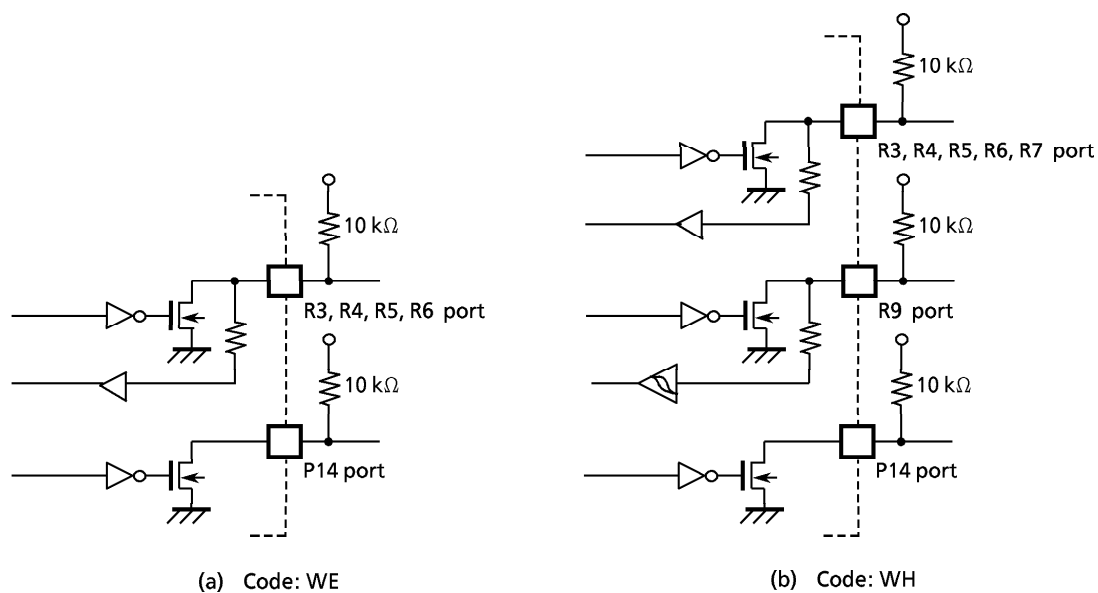 10 kΩ
R3, R4, R5, R6 port
10 kΩ
P14 port
(a) Code: WE
10 kΩ
R3, R4, R5, R6, R7 port
10 kΩ
R9 port
10 kΩ
P14 port
(b) Code: WH